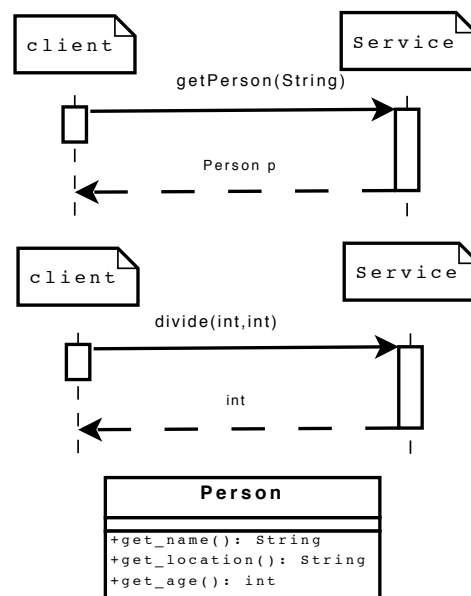 client
Service
getPerson(String)
Person p
client
Service
divide(int,int)
int
Person
+get_name(): String
+get_location(): String
+get_age(): int